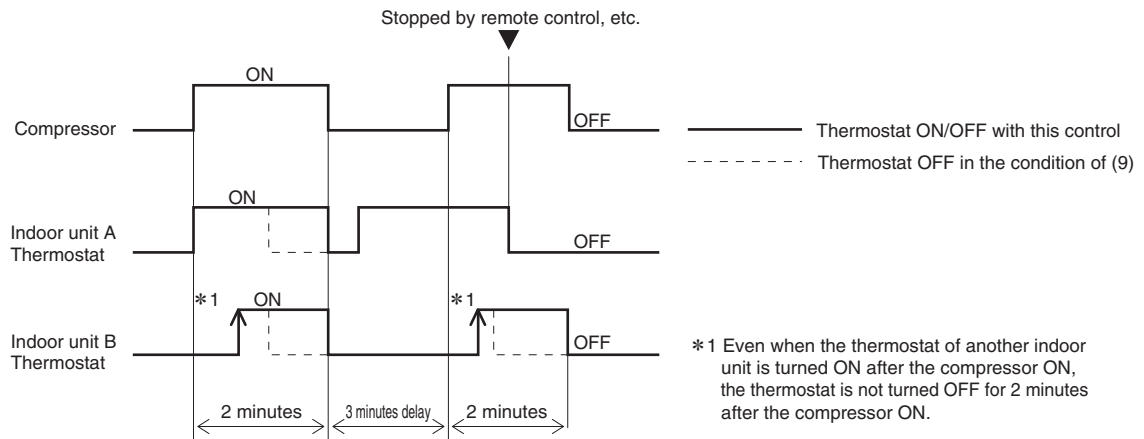 Stopped by remote control, etc.
ON
Compressor
OFF
Thermostat ON/OFF with this control
Thermostat OFF in the condition of (9)
ON
Indoor unit A
Thermostat
OFF
*1
ON
*1
Indoor unit B
Thermostat
OFF
*1 Even when the thermostat of another indoor
unit is turned ON after the compressor ON,
the thermostat is not turned OFF for 2 minutes
after the compressor ON.
2 minutes
3 minutes delay
2 minutes